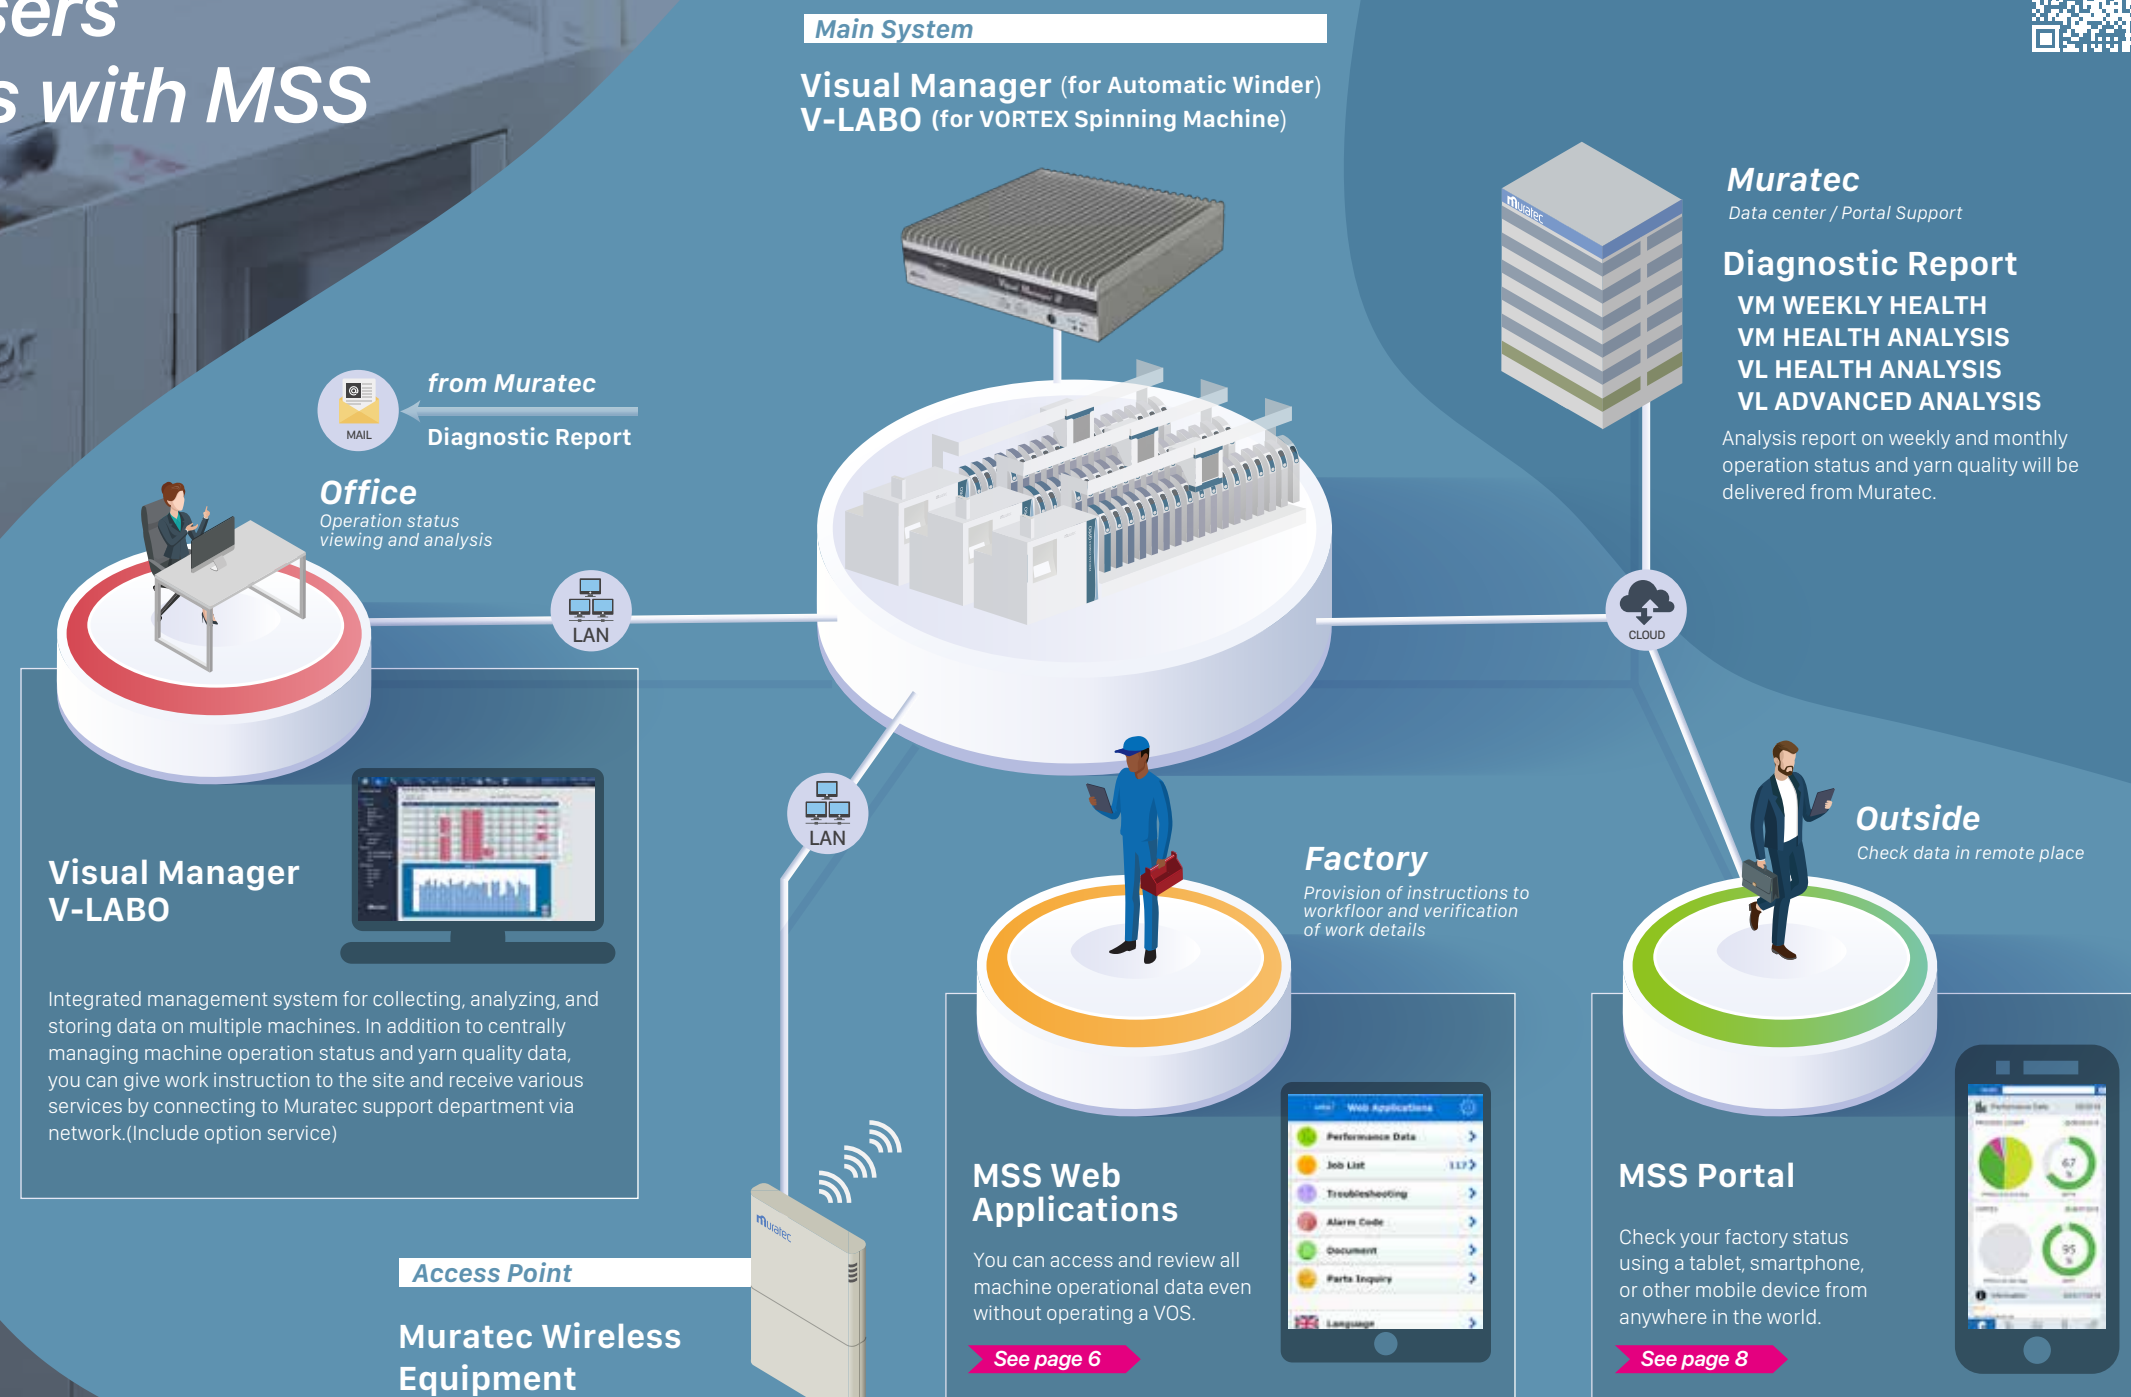 sers
s with MSS
Main System
Visual Manager (for Automatic Winder)
V-LABO (for VORTEX Spinning Machine)
Muratec
Muratec
Data center / Portal Support
Diagnostic Report
VM WEEKLY HEALTH
VM HEALTH ANALYSIS
VL HEALTH ANALYSIS
VL ADVANCED ANALYSIS
Analysis report on weekly and monthly
operation status and yarn quality will be
delivered from Muratec.
from Muratec
MAIL
Diagnostic Report
Office
Operation status
viewing and analysis
LAN
CLOUD
LAN
Visual Manager
V-LABO
Integrated management system for collecting, analyzing, and
storing data on multiple machines. In addition to centrally
managing machine operation status and yarn quality data,
you can give work instruction to the site and receive various
services by connecting to Muratec support department via
network.(Include option service)
Factory
Provision of instructions to
workfloor and verification
of work details
Outside
Check data in remote place
Access Point
Muratec Wireless
Equipment
Muratec
MSS Web
Applications
You can access and review all
machine operational data even
without operating a VOS.
See page 6
Web Applications
Performance Data
Job List 117
Troubleshooting
Alarm Code
Document
Parts Inquiry
Language
MSS Portal
Check your factory status
using a tablet, smartphone,
or other mobile device from
anywhere in the world.
See page 8
Performance Data
67
%
95
%
Information